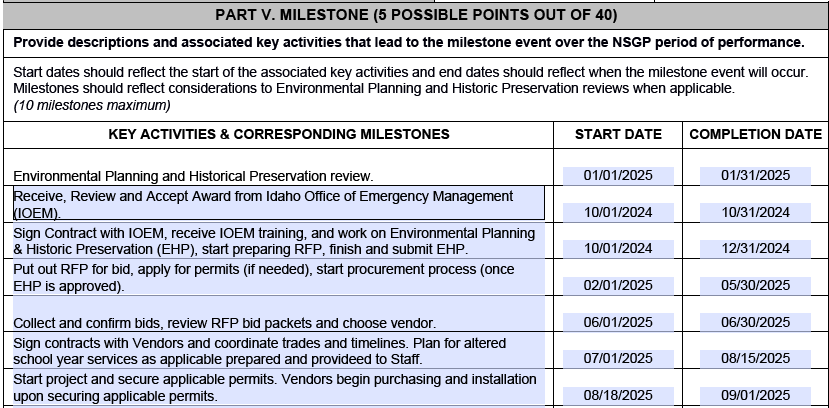 PART V. MILESTONE (5 POSSIBLE POINTS OUT OF 40)
Provide descriptions and associated key activities that lead to the milestone event over the NSGP period of performance.
Start dates should reflect the start of the associated key activities and end dates should reflect when the milestone event will occur.
Milestones should reflect considerations to Environmental Planning and Historic Preservation reviews when applicable.
(10 milestones maximum)
KEY ACTIVITIES & CORRESPONDING MILESTONES START DATE COMPLETION DATE
Environmental Planning and Historical Preservation review. 01/01/2025 01/31/2025
Receive, Review and Accept Award from Idaho Office of Emergency Management
(IOEM). 10/01/2024 10/31/2024
Sign Contract with IOEM, receive IOEM training, and work on Environmental Planning
& Historic Preservation (EHP), start preparing RFP, finish and submit EHP. 10/01/2024 12/31/2024
Put out RFP for bid, apply for permits (if needed), start procurement process (once
EHP is approved). 02/01/2025 05/30/2025
Collect and confirm bids, review RFP bid packets and choose vendor. 06/01/2025 06/30/2025
Sign contracts with Vendors and coordinate trades and timelines. Plan for altered
school year services as applicable prepared and provideed to Staff. 07/01/2025 08/15/2025
Start project and secure applicable permits. Vendors begin purchasing and installation
upon securing applicable permits. 08/18/2025 09/01/2025